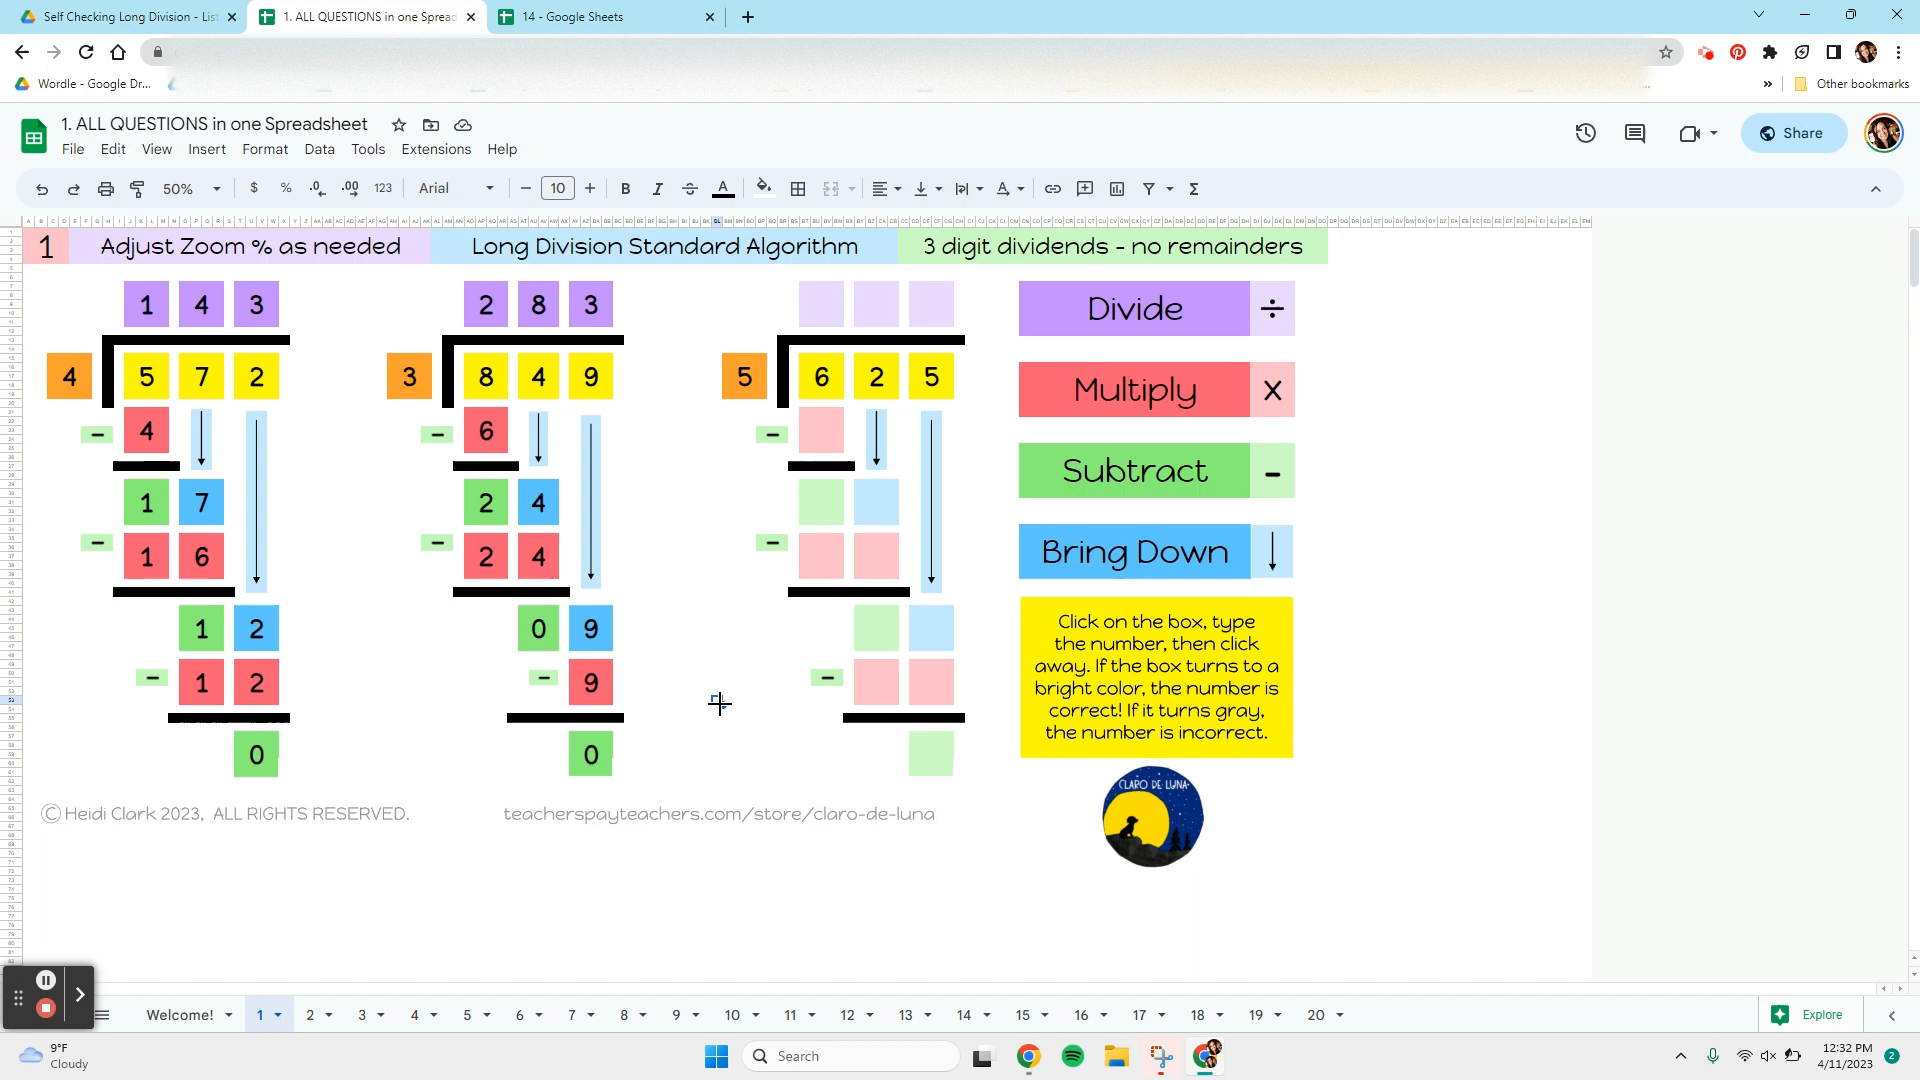 Self Checking Long Division - List
1. ALL QUESTIONS in one Spread
14 - Google Sheets
Wordle - Google Dr...
Other bookmarks
1. ALL QUESTIONS in one Spreadsheet
File Edit View Insert Format Data Tools Extensions Help
Share
50% $ % .0 .00 123 Arial 10 B I S A Σ
1 Adjust Zoom % as needed Long Division Standard Algorithm 3 digit dividends - no remainders
1 4 3 2 8 3 Divide ÷
4 5 7 2 3 8 4 9 5 6 2 5 Multiply X
- 4 - 6 -
1 7 2 4 Subtract -
- 1 6 - 2 4 - Bring Down
1 2 0 9
- 1 2 - 9 -
0 0
Click on the box, type
the number, then click
away. If the box turns to a
bright color, the number is
correct! If it turns gray,
the number is incorrect.
CLARO DE LUNA
© Heidi Clark 2023, ALL RIGHTS RESERVED. teacherspayteachers.com/store/claro-de-luna
Welcome! 1 2 3 4 5 6 7 8 9 10 11 12 13 14 15 16 17 18 19 20 Explore
9°F
Cloudy
Search
12:32 PM
4/11/2023
2